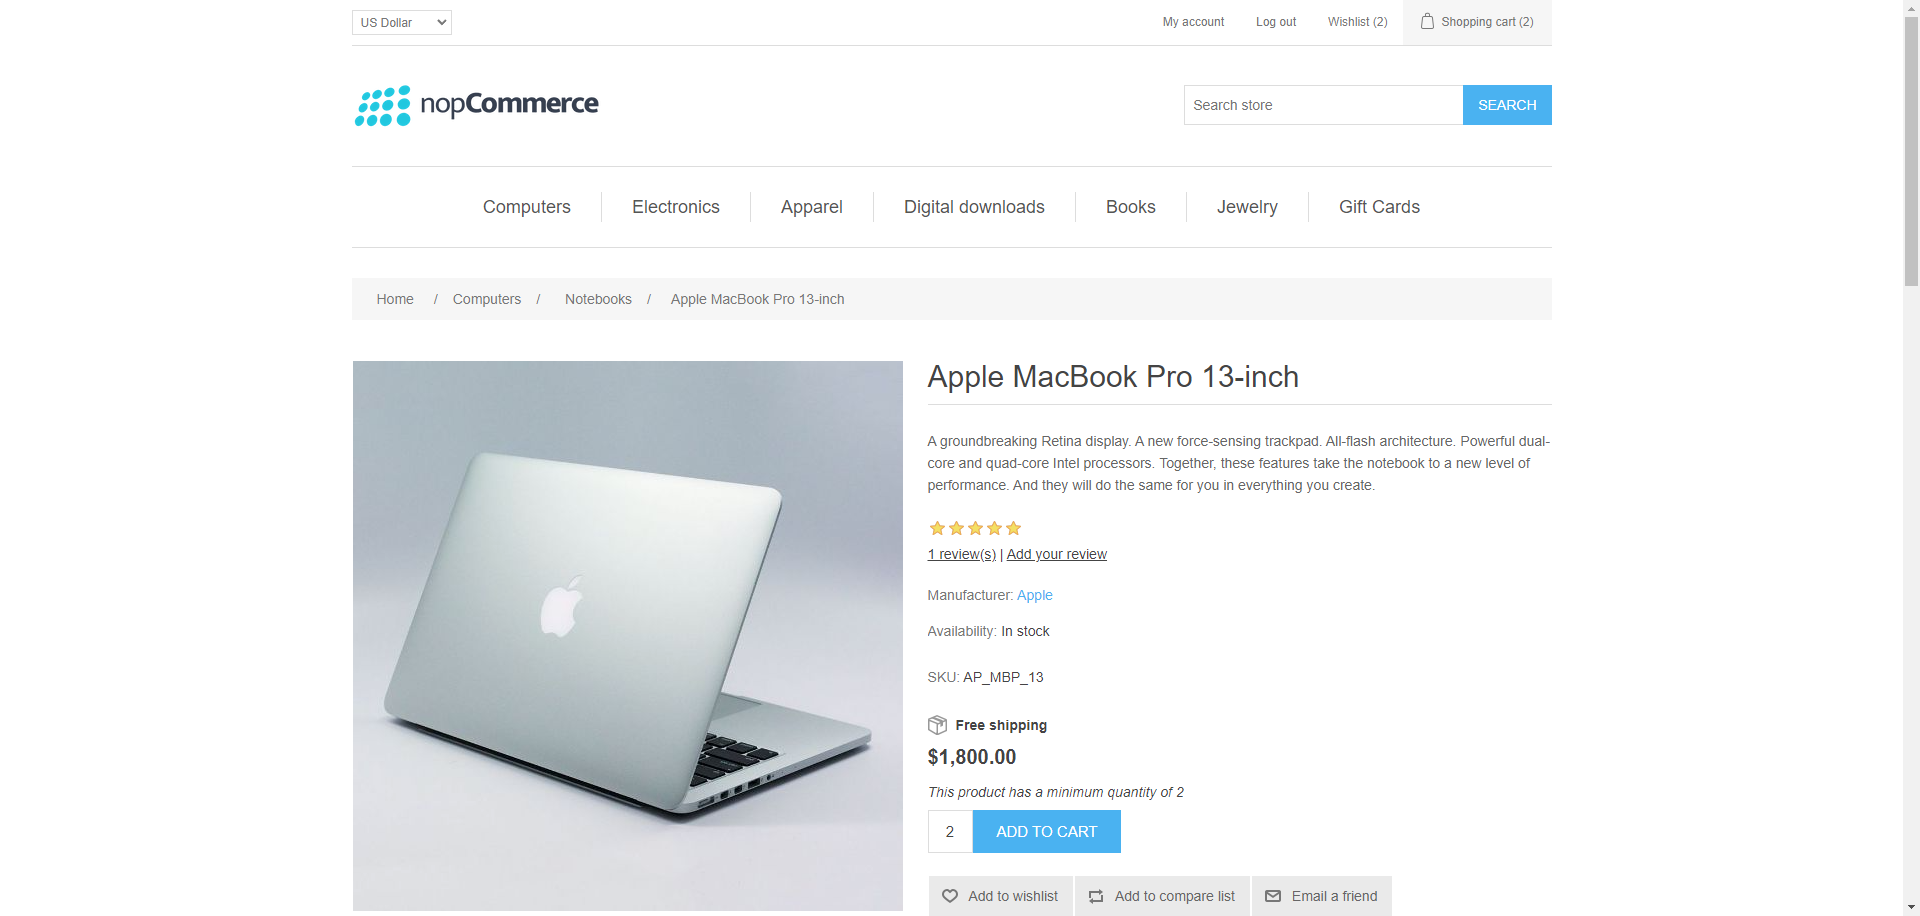 US Dollar
My account
Log out
Wishlist (2)
Shopping cart (2)
nopCommerce
Search store
SEARCH
Computers
Electronics
Apparel
Digital downloads
Books
Jewelry
Gift Cards
Home / Computers / Notebooks / Apple MacBook Pro 13-inch
Apple MacBook Pro 13-inch
A groundbreaking Retina display. A new force-sensing trackpad. All-flash architecture. Powerful dual-
core and quad-core Intel processors. Together, these features take the notebook to a new level of
performance. And they will do the same for you in everything you create.
1 review(s) | Add your review
Manufacturer: Apple
Availability: In stock
SKU: AP_MBP_13
Free shipping
$1,800.00
This product has a minimum quantity of 2
2
ADD TO CART
Add to wishlist
Add to compare list
Email a friend